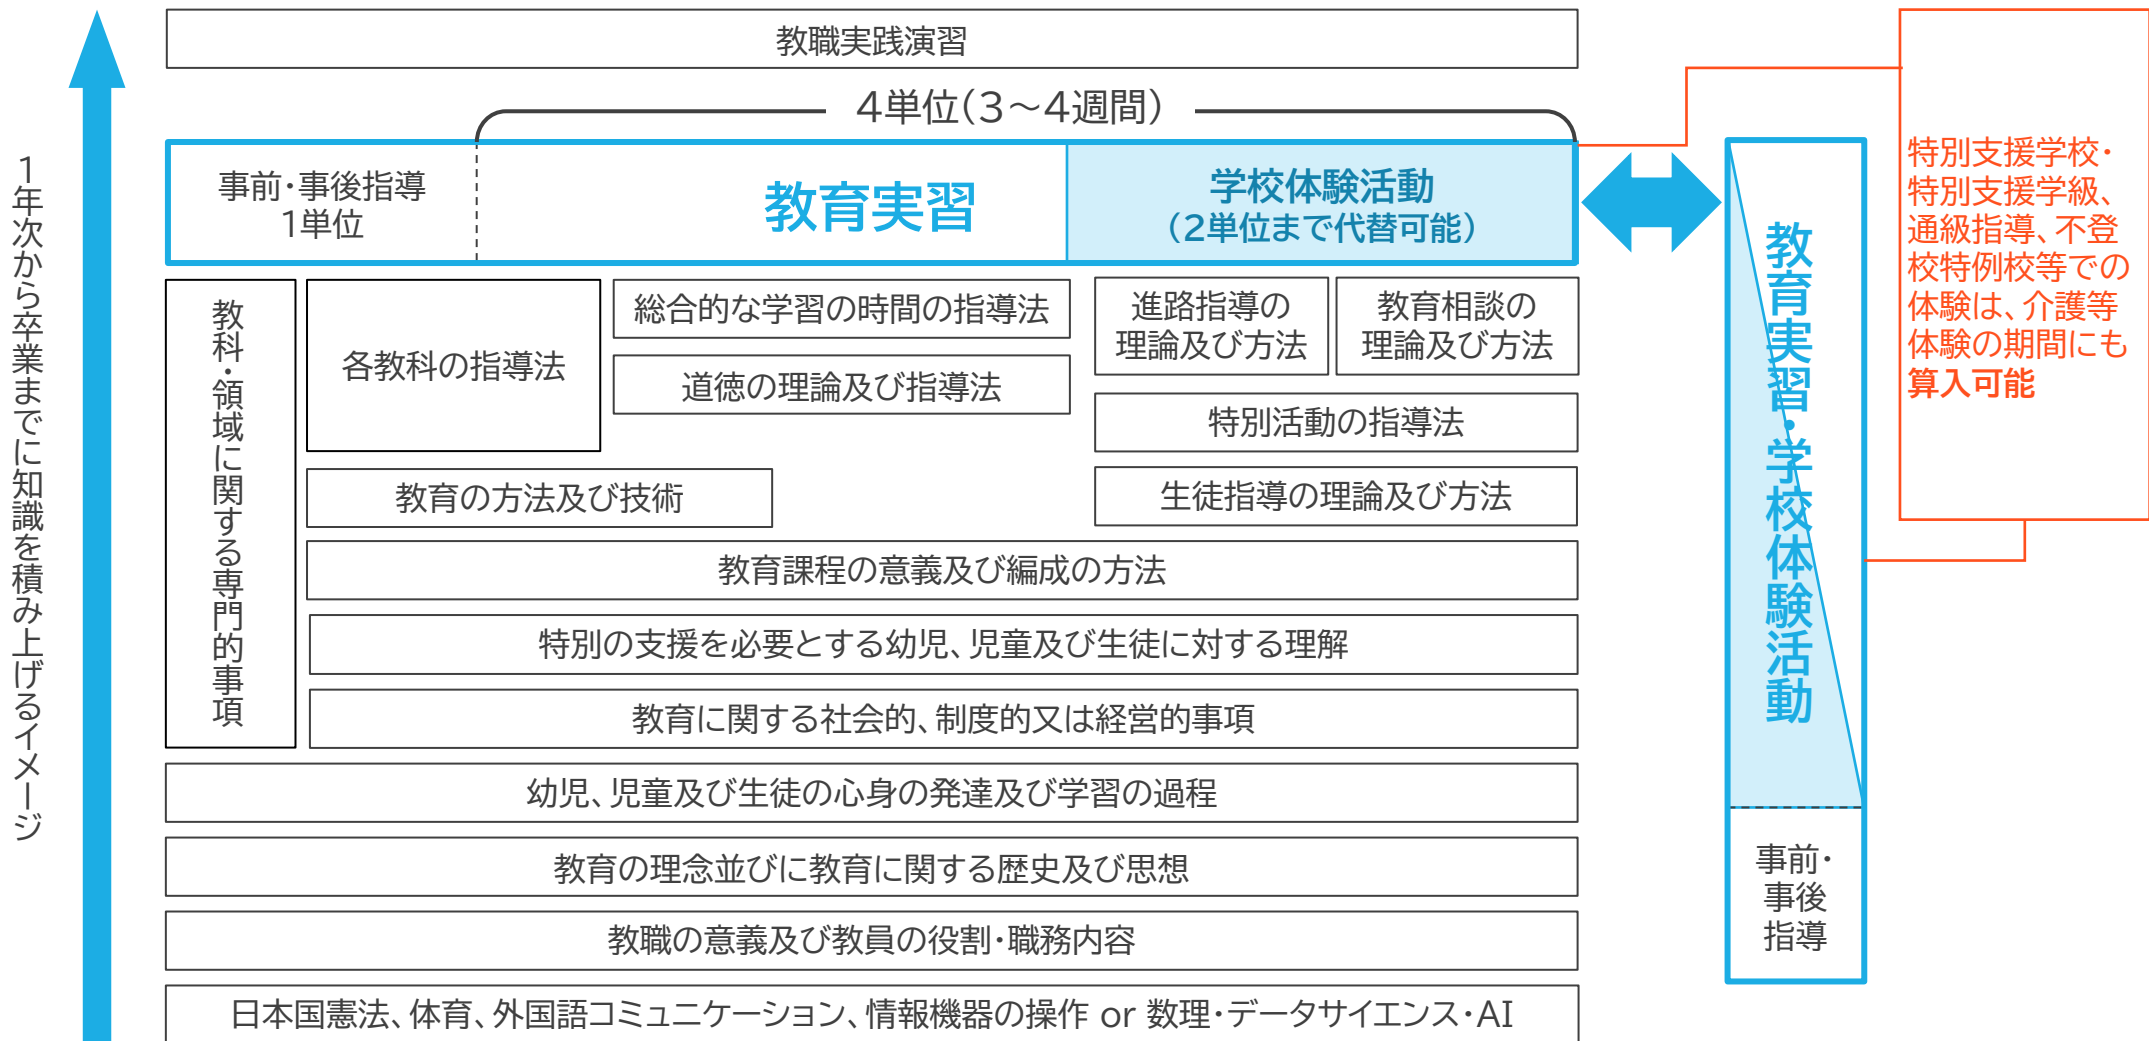 教職実践演習
4単位(3～4週間)
事前・事後指導
1単位
教育実習
学校体験活動
(2単位まで代替可能)
教科・領域に関する専門的事項
各教科の指導法
総合的な学習の時間の指導法
道徳の理論及び指導法
進路指導の
理論及び方法
教育相談の
理論及び方法
特別活動の指導法
教育の方法及び技術
生徒指導の理論及び方法
教育課程の意義及び編成の方法
特別の支援を必要とする幼児、児童及び生徒に対する理解
教育に関する社会的、制度的又は経営的事項
幼児、児童及び生徒の心身の発達及び学習の過程
教育の理念並びに教育に関する歴史及び思想
教職の意義及び教員の役割・職務内容
日本国憲法、体育、外国語コミュニケーション、情報機器の操作 or 数理・データサイエンス・AI
1年次から卒業までに知識を積み上げるイメージ
教育実習・学校体験活動
事前・
事後
指導
特別支援学校・
特別支援学級、
通級指導、不登
校特例校等での
体験は、介護等
体験の期間にも
算入可能